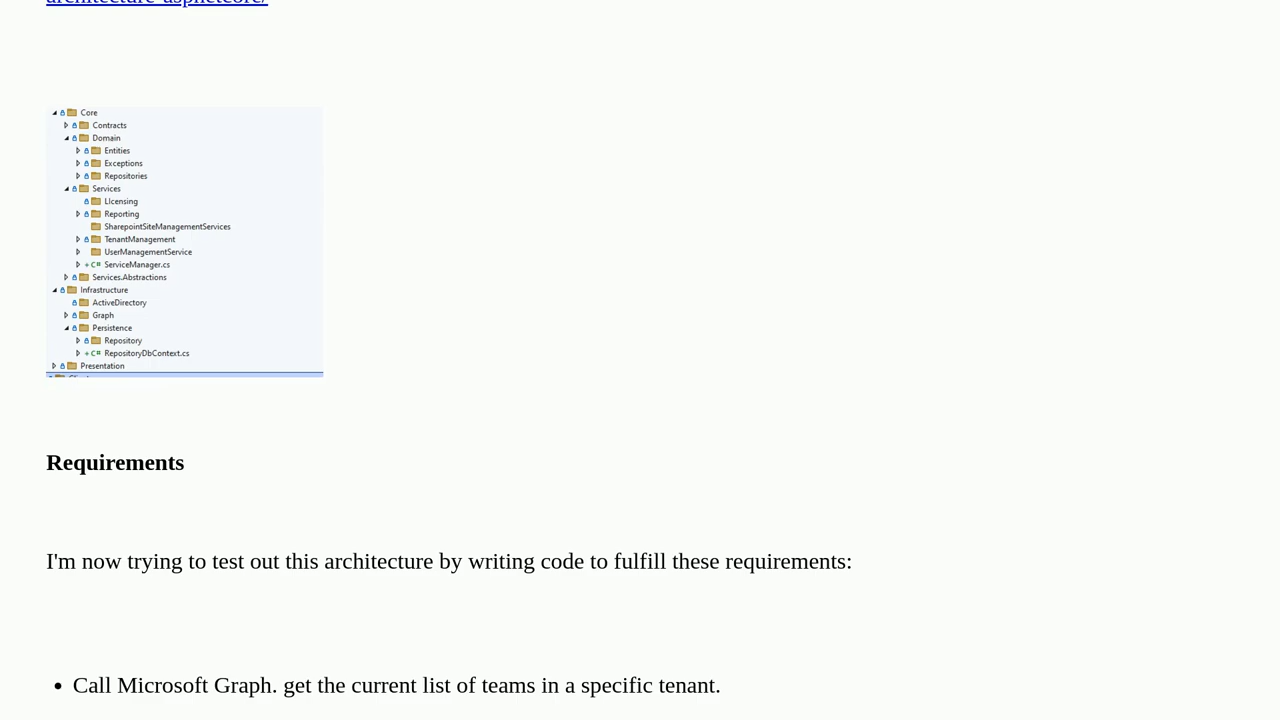 architecture-aspnetcore/
Core
Contracts
Domain
Entities
Exceptions
Repositories
Services
LIcensing
Reporting
SharepointSiteManagementServices
TenantManagement
UserManagementService
+ C# ServiceManager.cs
Services.Abstractions
Infrastructure
ActiveDirectory
Graph
Persistence
Repository
+ C# RepositoryDbContext.cs
Presentation
Requirements
I'm now trying to test out this architecture by writing code to fulfill these requirements:
• Call Microsoft Graph. get the current list of teams in a specific tenant.